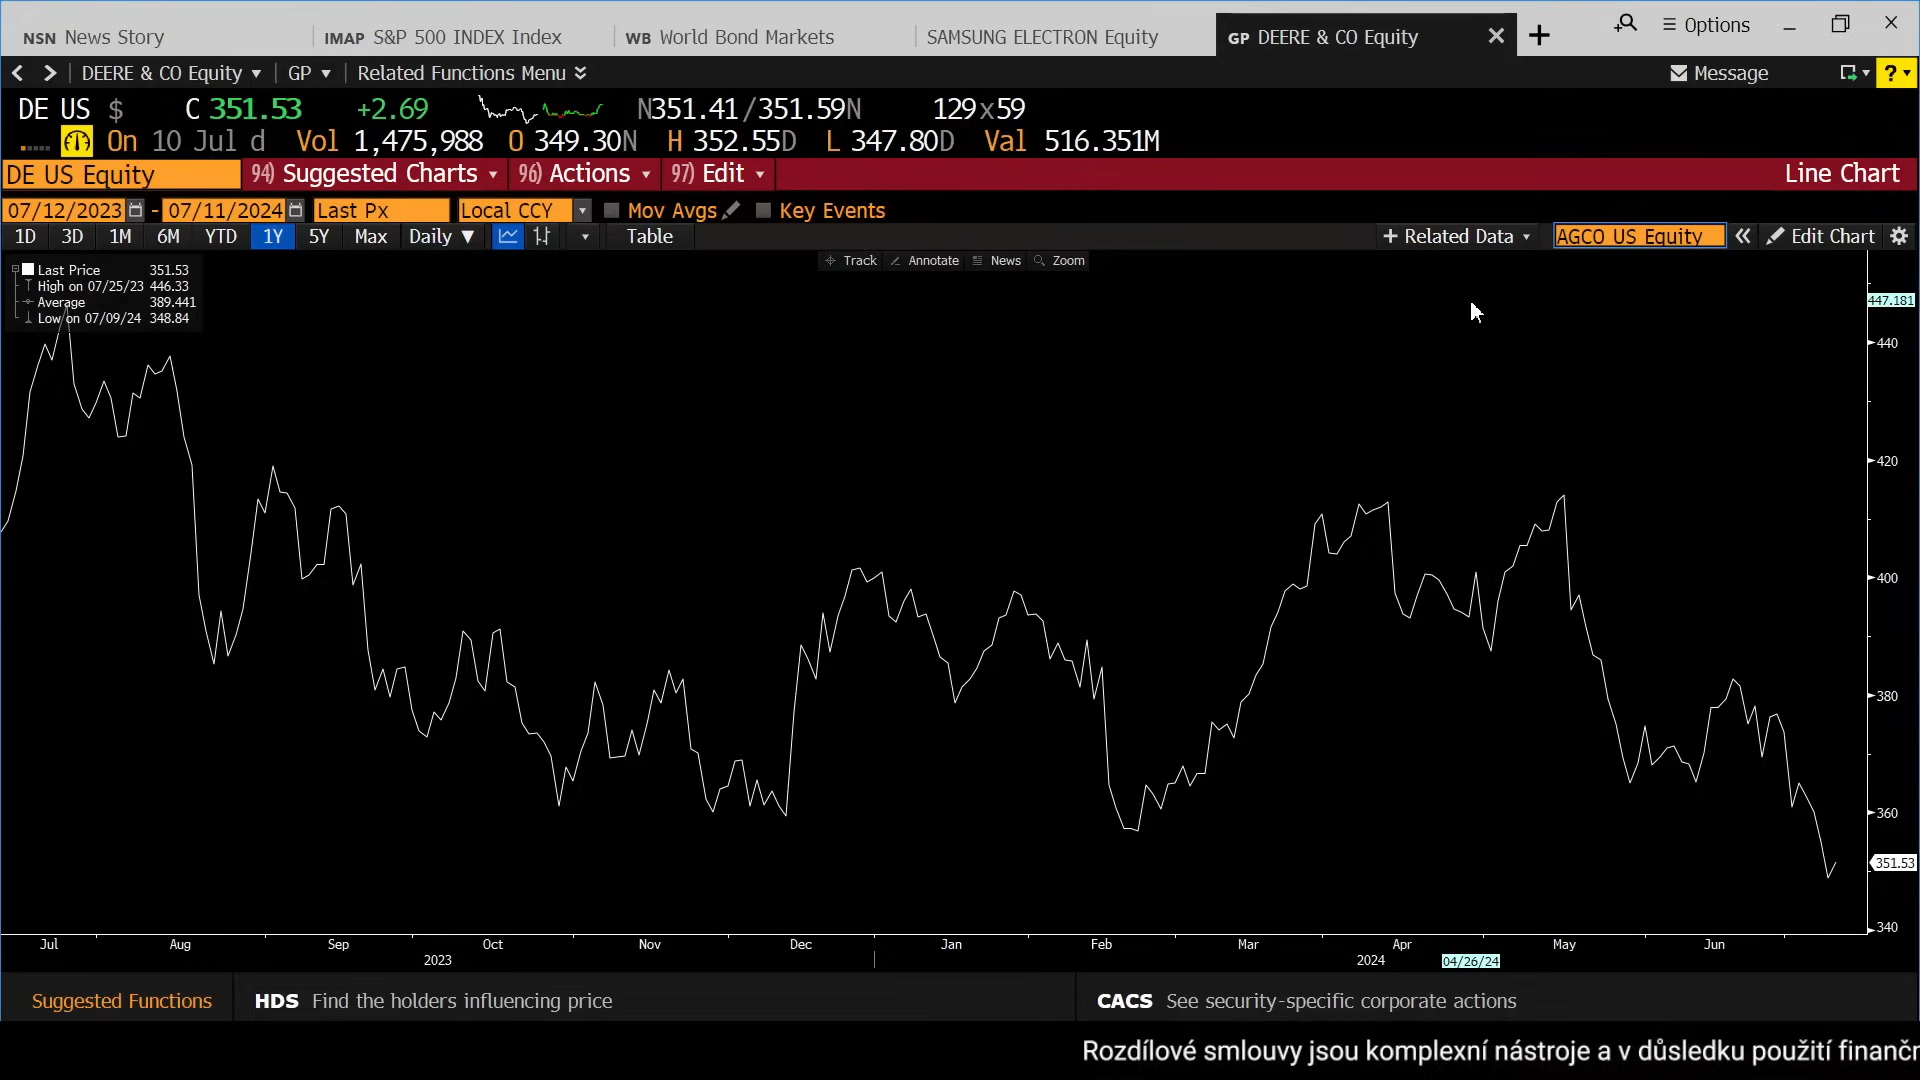 NSN News Story IMAP S&P 500 INDEX Index WB World Bond Markets SAMSUNG ELECTRON Equity GP DEERE & CO Equity Options
DEERE & CO Equity GP Related Functions Menu Message ?
DE US $ C 351.53 +2.69 N351.41/351.59N 129x59
On 10 Jul d Vol 1,475,988 O 349.30N H 352.55D L 347.80D Val 516.351M
DE US Equity 94) Suggested Charts 96) Actions 97) Edit Line Chart
07/12/2023 - 07/11/2024 Last Px Local CCY Mov Avgs Key Events
1D 3D 1M 6M YTD 1Y 5Y Max Daily Table + Related Data AGCO US Equity Edit Chart
Track Annotate News Zoom
Last Price 351.53
High on 07/25/23 446.33
Average 389.441
Low on 07/09/24 348.84
447.181
440
420
400
380
360
351.53
340
Jul Aug Sep Oct Nov Dec Jan Feb Mar Apr May Jun
2023 2024 04/26/24
Suggested Functions HDS Find the holders influencing price CACS See security-specific corporate actions
Rozdílové smlouvy jsou komplexní nástroje a v důsledku použití finančn